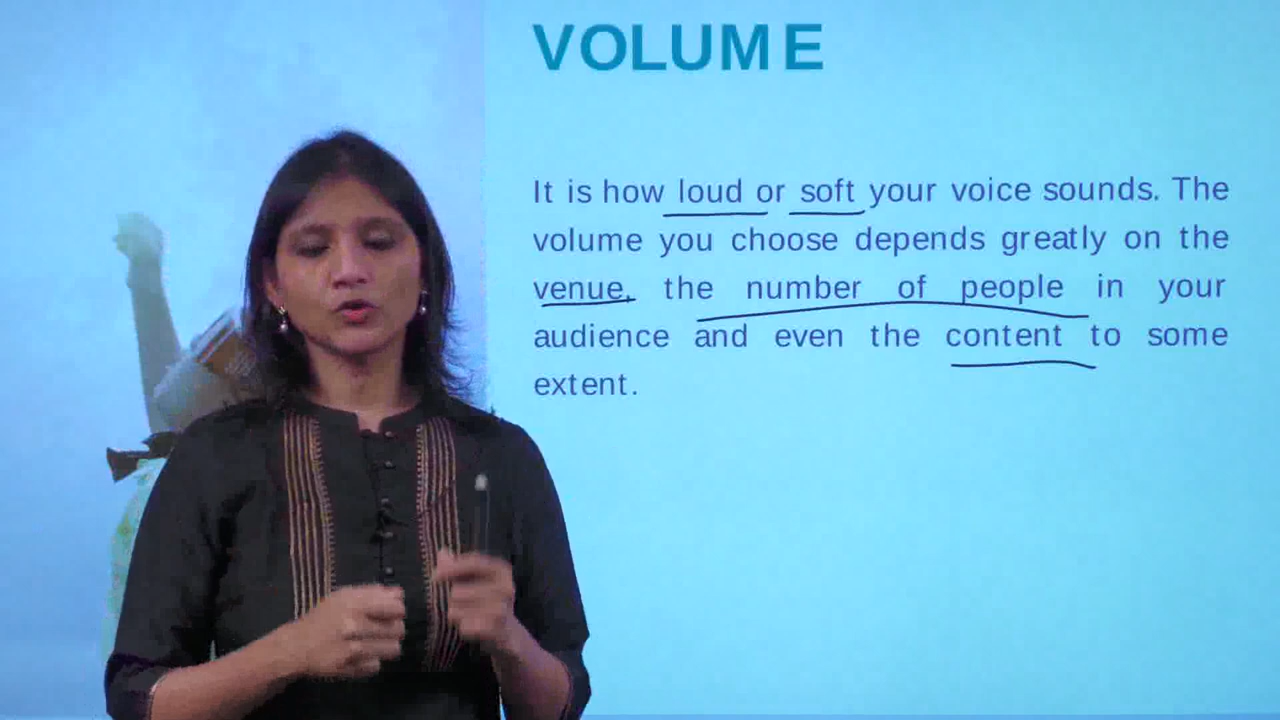 VOLUME
It is how loud or soft your voice sounds. The
volume you choose depends greatly on the
venue, the number of people in your
audience and even the content to some
extent.